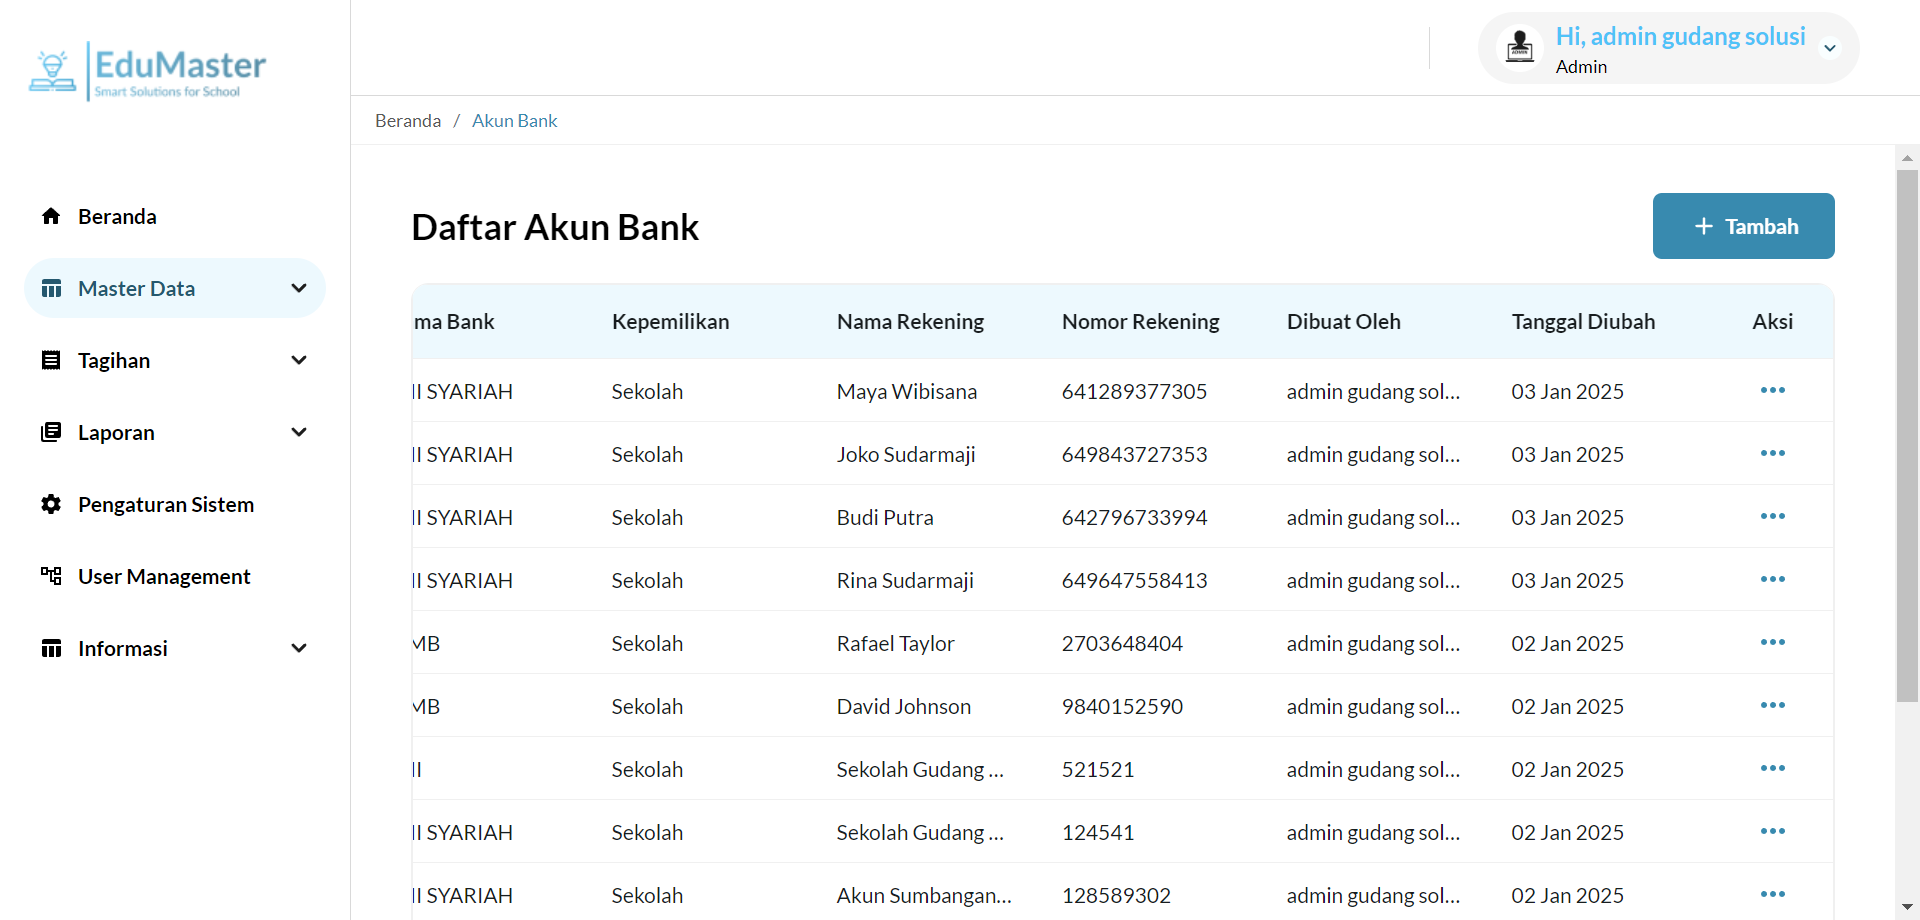 EduMaster
Smart Solutions for School
Hi, admin gudang solusi
Admin
Beranda / Akun Bank
Beranda
Master Data
Tagihan
Laporan
Pengaturan Sistem
User Management
Informasi
Daftar Akun Bank
+ Tambah
ma Bank Kepemilikan Nama Rekening Nomor Rekening Dibuat Oleh Tanggal Diubah Aksi
SYARIAH Sekolah Maya Wibisana 641289377305 admin gudang sol... 03 Jan 2025
SYARIAH Sekolah Joko Sudarmaji 649843727353 admin gudang sol... 03 Jan 2025
SYARIAH Sekolah Budi Putra 642796733994 admin gudang sol... 03 Jan 2025
SYARIAH Sekolah Rina Sudarmaji 649647558413 admin gudang sol... 03 Jan 2025
MB Sekolah Rafael Taylor 2703648404 admin gudang sol... 02 Jan 2025
MB Sekolah David Johnson 9840152590 admin gudang sol... 02 Jan 2025
Sekolah Sekolah Gudang ... 521521 admin gudang sol... 02 Jan 2025
SYARIAH Sekolah Sekolah Gudang ... 124541 admin gudang sol... 02 Jan 2025
SYARIAH Sekolah Akun Sumbangan... 128589302 admin gudang sol... 02 Jan 2025